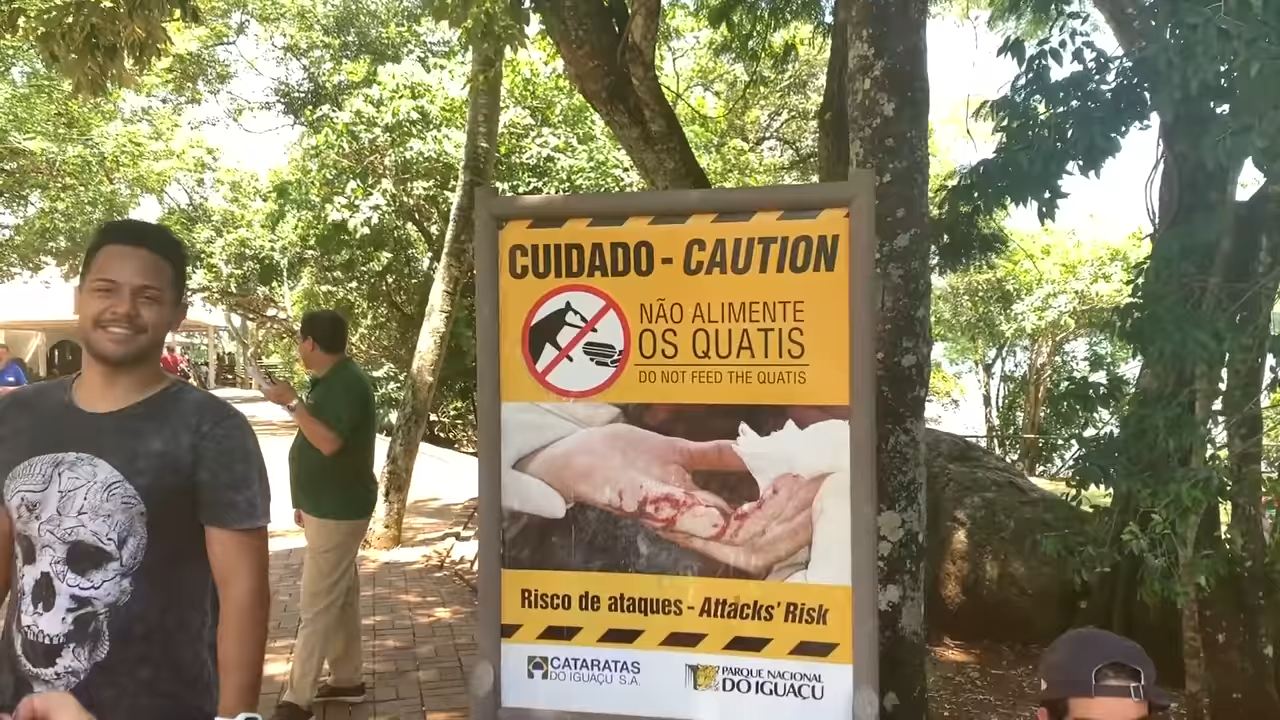 CUIDADO - CAUTION
NÃO ALIMENTE
OS QUATIS
DO NOT FEED THE QUATIS
Risco de ataques - Attacks' Risk
CATARATAS
DO IGUAÇU S.A.
PARQUE NACIONAL
DO IGUAÇU